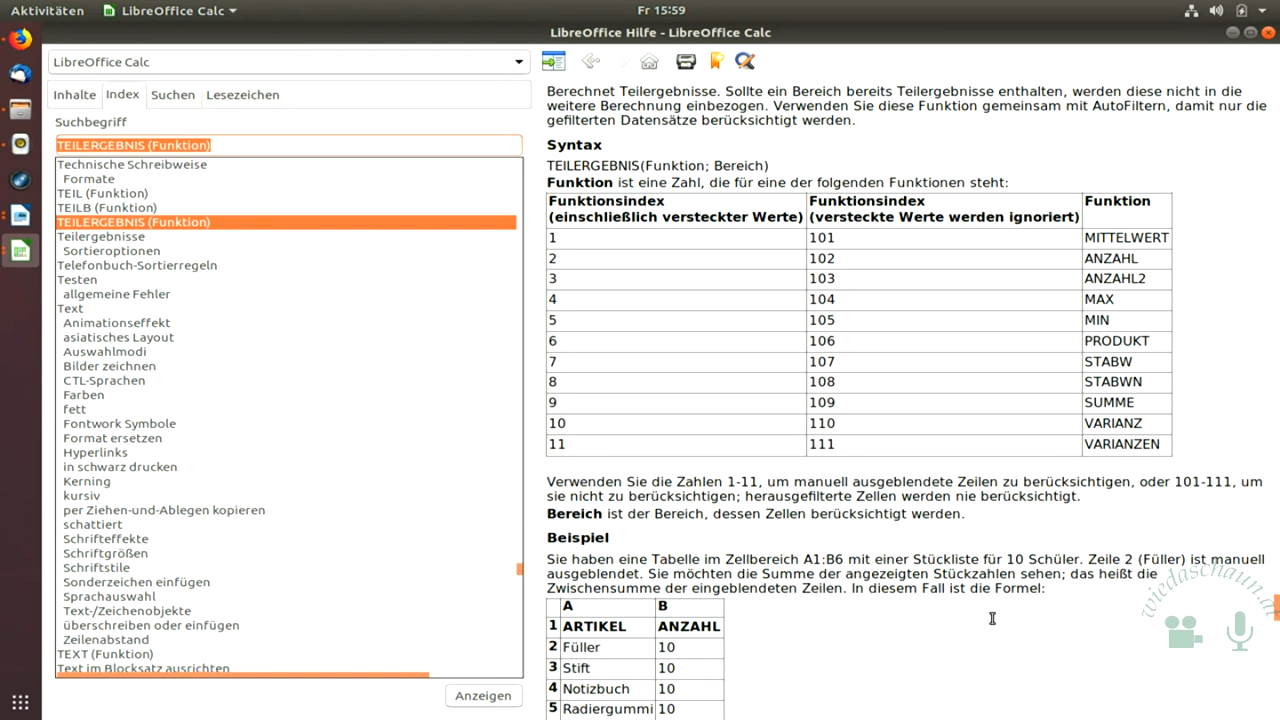 Aktivitäten
LibreOffice Calc
Fr 15:59
LibreOffice Hilfe - LibreOffice Calc
LibreOffice Calc
Inhalte
Index
Suchen
Lesezeichen
Suchbegriff
TEILERGEBNIS (Funktion)
Technische Schreibweise
Formate
TEIL (Funktion)
TEILB (Funktion)
TEILERGEBNIS (Funktion)
Teilergebnisse
Sortieroptionen
Telefonbuch-Sortierregeln
Testen
allgemeine Fehler
Text
Animationseffekt
asiatisches Layout
Auswahlmodi
Bilder zeichnen
CTL-Sprachen
Farben
fett
Fontwork Symbole
Format ersetzen
Hyperlinks
in schwarz drucken
Kerning
kursiv
per Ziehen-und-Ablegen kopieren
schattiert
Schrifteffekte
Schriftgrößen
Schriftstile
Sonderzeichen einfügen
Sprachauswahl
Text-/Zeichenobjekte
überschreiben oder einfügen
Zeilenabstand
TEXT (Funktion)
Text im Blocksatz ausrichten
Anzeigen
Berechnet Teilergebnisse. Sollte ein Bereich bereits Teilergebnisse enthalten, werden diese nicht in die
weitere Berechnung einbezogen. Verwenden Sie diese Funktion gemeinsam mit AutoFiltern, damit nur die
gefilterten Datensätze berücksichtigt werden.
Syntax
TEILERGEBNIS(Funktion; Bereich)
Funktion ist eine Zahl, die für eine der folgenden Funktionen steht:
Funktionsindex
(einschließlich versteckter Werte)
Funktionsindex
(versteckte Werte werden ignoriert)
Funktion
1 101 MITTELWERT
2 102 ANZAHL
3 103 ANZAHL2
4 104 MAX
5 105 MIN
6 106 PRODUKT
7 107 STABW
8 108 STABWN
9 109 SUMME
10 110 VARIANZ
11 111 VARIANZEN
Verwenden Sie die Zahlen 1-11, um manuell ausgeblendete Zeilen zu berücksichtigen, oder 101-111, um
sie nicht zu berücksichtigen; herausgefilterte Zellen werden nie berücksichtigt.
Bereich ist der Bereich, dessen Zellen berücksichtigt werden.
Beispiel
Sie haben eine Tabelle im Zellbereich A1:B6 mit einer Stückliste für 10 Schüler. Zeile 2 (Füller) ist manuell
ausgeblendet. Sie möchten die Summe der angezeigten Stückzahlen sehen; das heißt die
Zwischensumme der eingeblendeten Zeilen. In diesem Fall ist die Formel:
A B
1 ARTIKEL ANZAHL
2 Füller 10
3 Stift 10
4 Notizbuch 10
5 Radiergummi 10
wiedaschaun.at